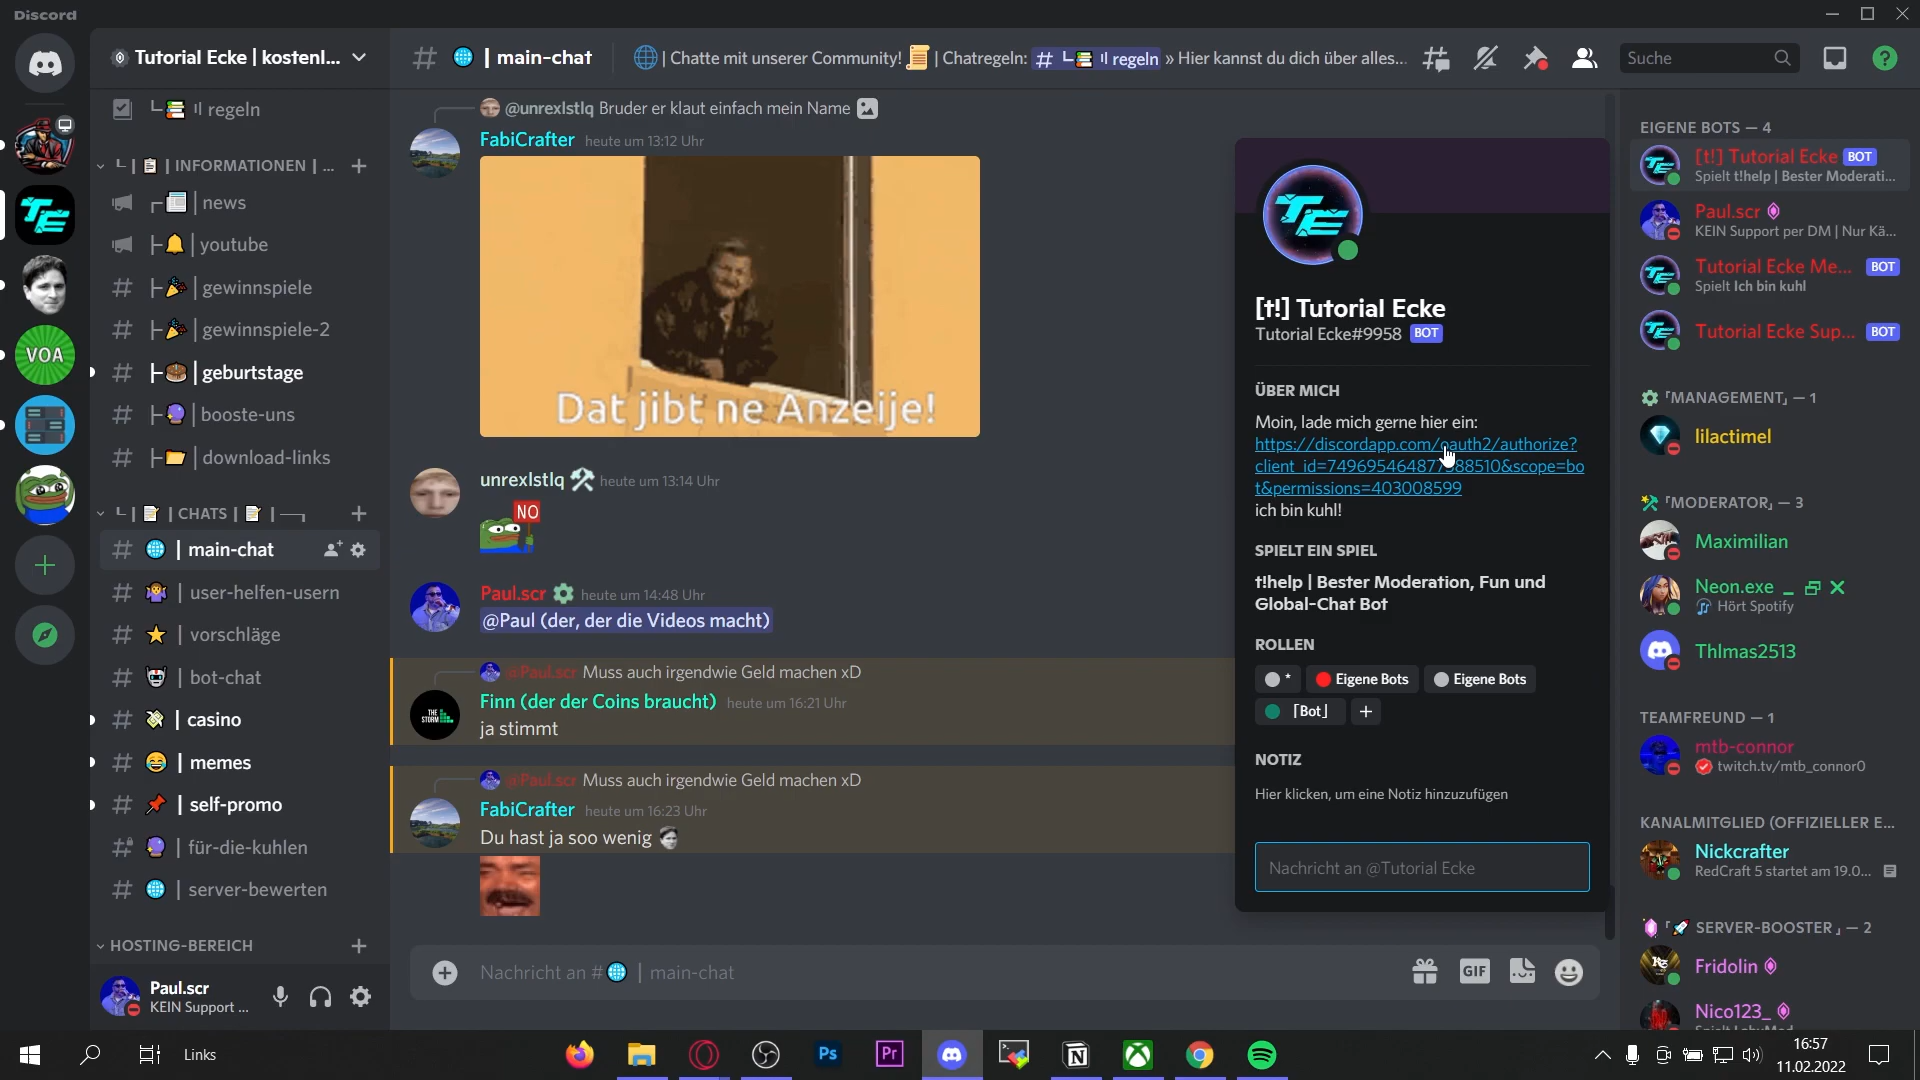 Discord
Tutorial Ecke | kostenl...
| main-chat
| Chatte mit unserer Community!
| Chatregeln:
regeln
» Hier kannst du dich über alles...
Suche
regeln
| INFORMATIONEN | ...
| news
| youtube
| gewinnspiele
| gewinnspiele-2
| geburtstage
| booste-uns
| download-links
| CHATS |
| main-chat
| user-helfen-usern
| vorschläge
| bot-chat
| casino
| memes
| self-promo
| für-die-kuhlen
| server-bewerten
HOSTING-BEREICH
Paul.scr
KEIN Support ...
VOA
@unrexlstlq Bruder er klaut einfach mein Name
FabiCrafter heute um 13:12 Uhr
Dat jibt ne Anzeije!
unrexlstlq heute um 13:14 Uhr
NO
Paul.scr heute um 14:48 Uhr
@Paul (der, der die Videos macht)
@Paul.scr Muss auch irgendwie Geld machen xD
Finn (der der Coins braucht) heute um 16:21 Uhr
THE STORM
ja stimmt
@Paul.scr Muss auch irgendwie Geld machen xD
FabiCrafter heute um 16:23 Uhr
Du hast ja soo wenig
Nachricht an # | main-chat
GIF
TE
[t!] Tutorial Ecke
Tutorial Ecke#9958 BOT
ÜBER MICH
Moin, lade mich gerne hier ein:
https://discordapp.com/oauth2/authorize?
t&permissions=403008599
ich bin kuhl!
SPIELT EIN SPIEL
t!help | Bester Moderation, Fun und
Global-Chat Bot
ROLLEN
* Eigene Bots Eigene Bots
「Bot」 +
NOTIZ
Hier klicken, um eine Notiz hinzuzufügen
Nachricht an @Tutorial Ecke
EIGENE BOTS — 4
[t!] Tutorial Ecke BOT
Spielt t!help | Bester Moderati...
Paul.scr
KEIN Support per DM | Nur Kä...
Tutorial Ecke Me... BOT
Spielt Ich bin kuhl
Tutorial Ecke Sup... BOT
「MANAGEMENT」 — 1
lilactimel
「MODERATOR」 — 3
Maximilian
Neon.exe
Hört Spotify
Thlmas2513
TEAMFREUND — 1
mtb-connor
twitch.tv/mtb_connor0
KANALMITGLIED (OFFIZIELLER E...
Nickcrafter
RedCraft 5 startet am 19.0...
SERVER-BOOSTER」 — 2
Fridolin
Nico123_
Links
Ps
Pr
16:57
11.02.2022